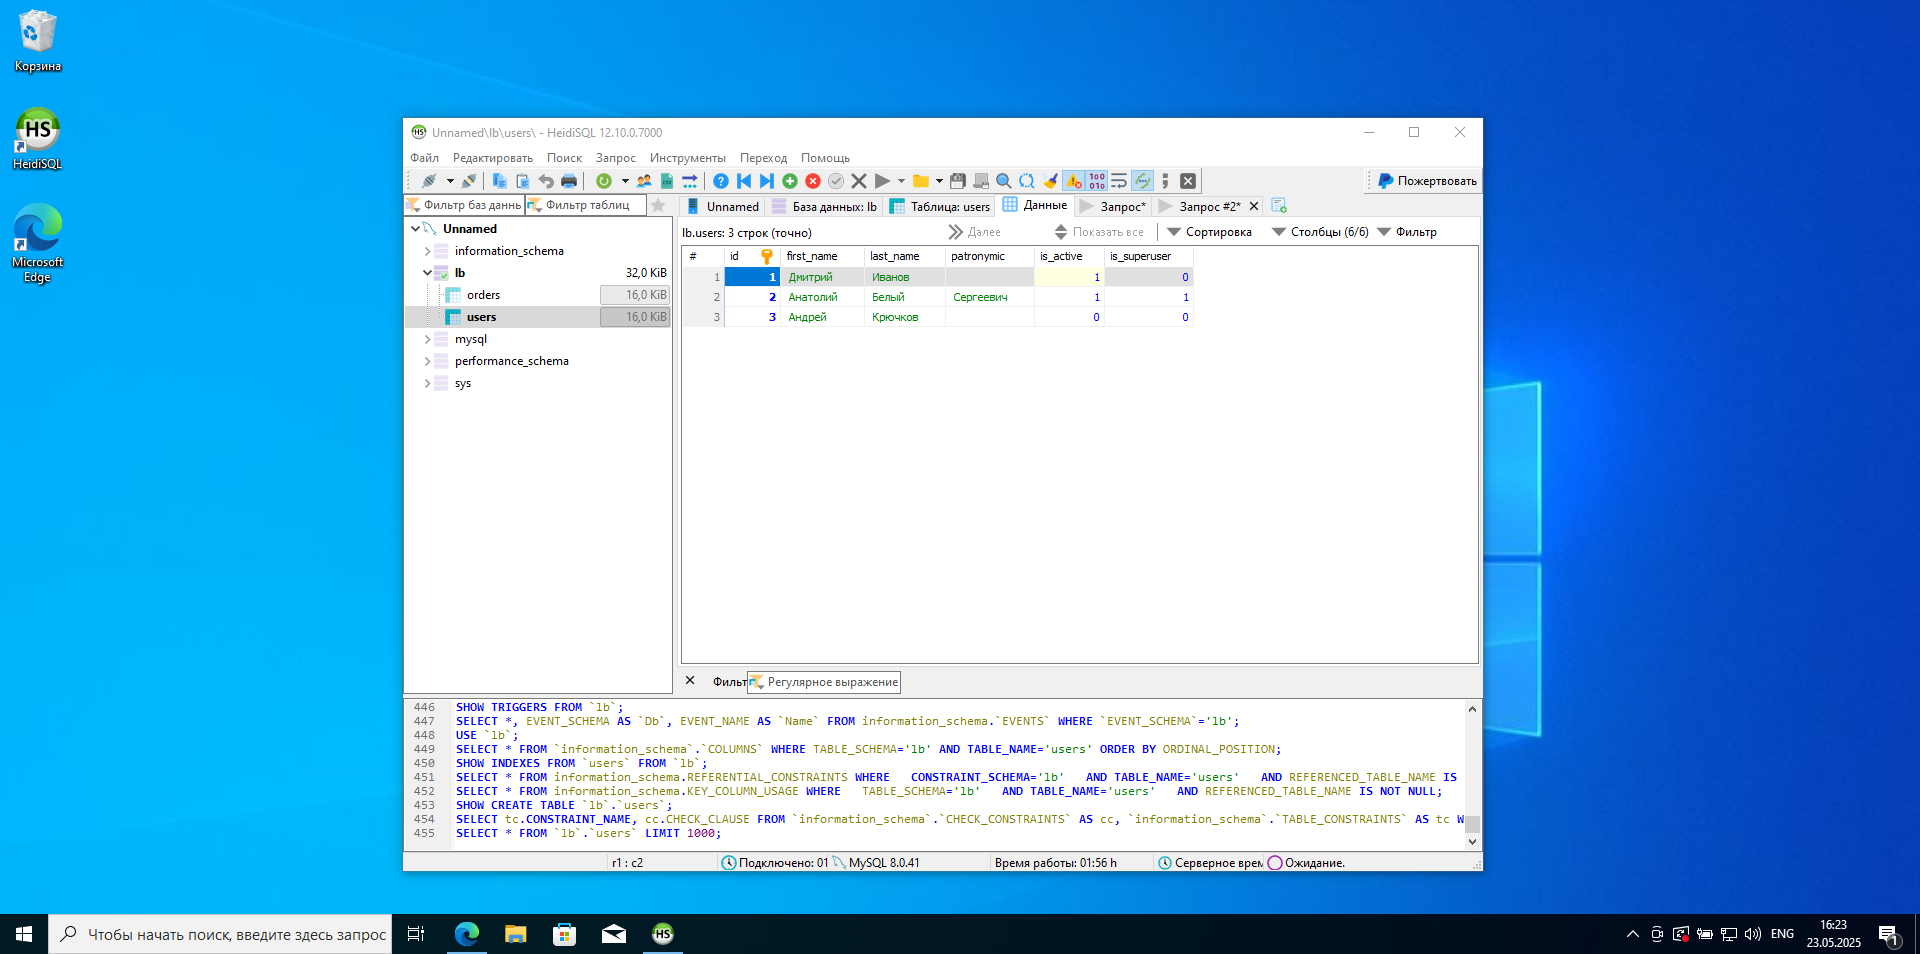 Корзина
HeidiSQL
Microsoft
Edge
Unnamed\lb\users\ - HeidiSQL 12.10.0.7000
Файл Редактировать Поиск Запрос Инструменты Переход Помощь
Пожертвовать
Фильтр баз данны Фильтр таблиц
Unnamed База данных: lb Таблица: users Данные Запрос* Запрос #2*
Unnamed
information_schema
lb 32,0 KiB
orders 16,0 KiB
users 16,0 KiB
mysql
performance_schema
sys
lb.users: 3 строк (точно) Далее Показать все Сортировка Столбцы (6/6) Фильтр
# id first_name last_name patronymic is_active is_superuser
1 1 Дмитрий Иванов 1 0
2 2 Анатолий Белый Сергеевич 1 1
3 3 Андрей Крючков 0 0
Фильт Регулярное выражение
446 SHOW TRIGGERS FROM `lb`;
447 SELECT *, EVENT_SCHEMA AS `Db`, EVENT_NAME AS `Name` FROM information_schema.`EVENTS` WHERE `EVENT_SCHEMA`='lb';
448 USE `lb`;
449 SELECT * FROM `information_schema`.`COLUMNS` WHERE TABLE_SCHEMA='lb' AND TABLE_NAME='users' ORDER BY ORDINAL_POSITION;
450 SHOW INDEXES FROM `users` FROM `lb`;
451 SELECT * FROM information_schema.REFERENTIAL_CONSTRAINTS WHERE CONSTRAINT_SCHEMA='lb' AND TABLE_NAME='users' AND REFERENCED_TABLE_NAME IS
452 SELECT * FROM information_schema.KEY_COLUMN_USAGE WHERE TABLE_SCHEMA='lb' AND TABLE_NAME='users' AND REFERENCED_TABLE_NAME IS NOT NULL;
453 SHOW CREATE TABLE `lb`.`users`;
454 SELECT tc.CONSTRAINT_NAME, cc.CHECK_CLAUSE FROM `information_schema`.`CHECK_CONSTRAINTS` AS cc, `information_schema`.`TABLE_CONSTRAINTS` AS tc W
455 SELECT * FROM `lb`.`users` LIMIT 1000;
r1 : c2 Подключено: 01 MySQL 8.0.41 Время работы: 01:56 h Серверное врем Ожидание.
Чтобы начать поиск, введите здесь запрос
HS
ENG
16:23
23.05.2025
1